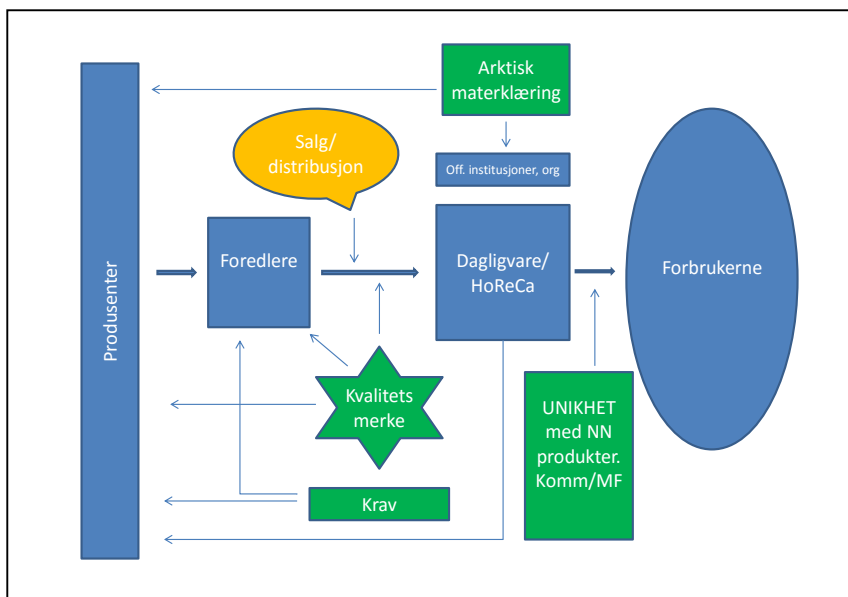 Arktisk
materklæring
Salg/
distribusjon
Off. institusjoner, org
Produsenter
Foredlere
Dagligvare/
HoReCa
Forbrukerne
Kvalitets
merke
UNIKHET
med NN
produkter.
Komm/MF
Krav